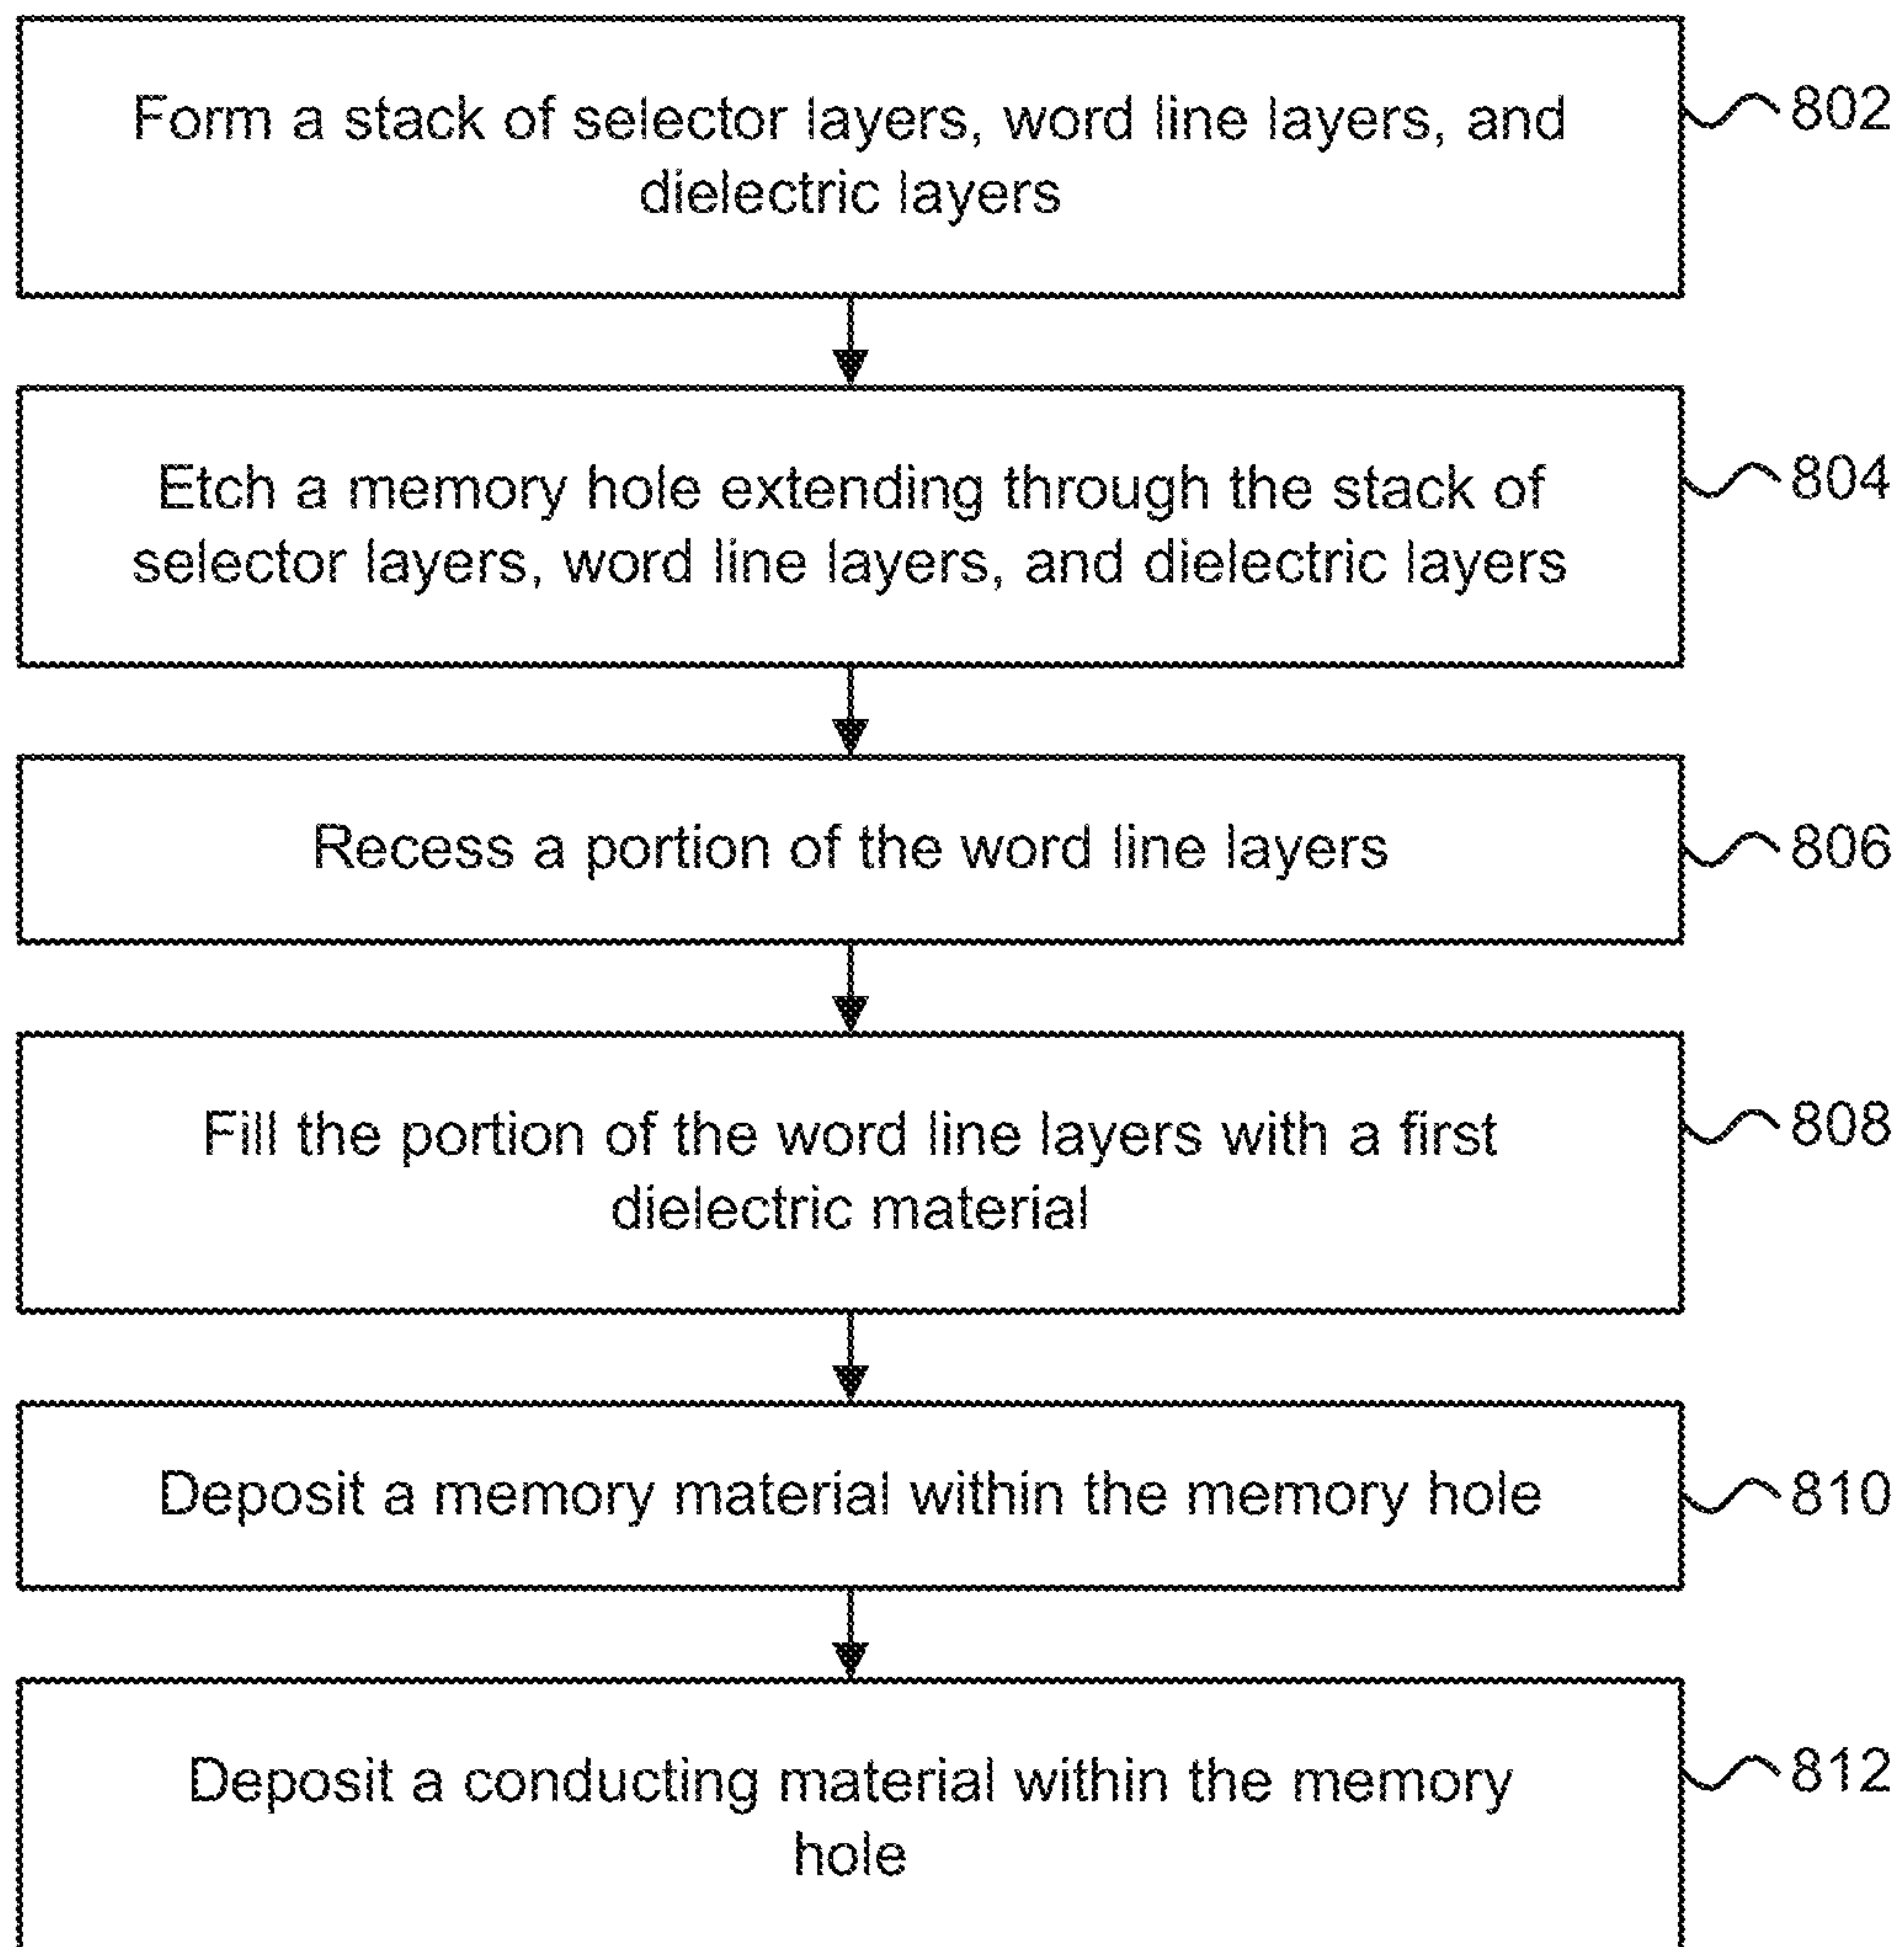 Form a stack of selector layers, word line layers, and
dielectric layers
802
Etch a memory hole extending through the stack of
selector layers, word line layers, and dielectric layers
804
Recess a portion of the word line layers
806
Fill the portion of the word line layers with a first
dielectric material
808
Deposit a memory material within the memory hole
810
Deposit a conducting material within the memory
hole
812